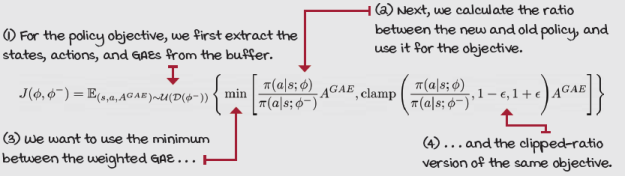 (1) For the policy objective, we first extract the
states, actions, and GAEs from the buffer.
(2) Next, we calculate the ratio
between the new and old policy, and
use it for the objective.
J(ϕ, ϕ⁻) = 𝔼_{(s,a,A^{GAE})∼𝒰(𝒟(ϕ⁻))} { min [ π(a|s;ϕ) / π(a|s;ϕ⁻) A^{GAE}, clamp ( π(a|s;ϕ) / π(a|s;ϕ⁻), 1 − ϵ, 1 + ϵ ) A^{GAE} ] }
(3) We want to use the minimum
between the weighted GAE . . .
(4) . . . and the clipped-ratio
version of the same objective.